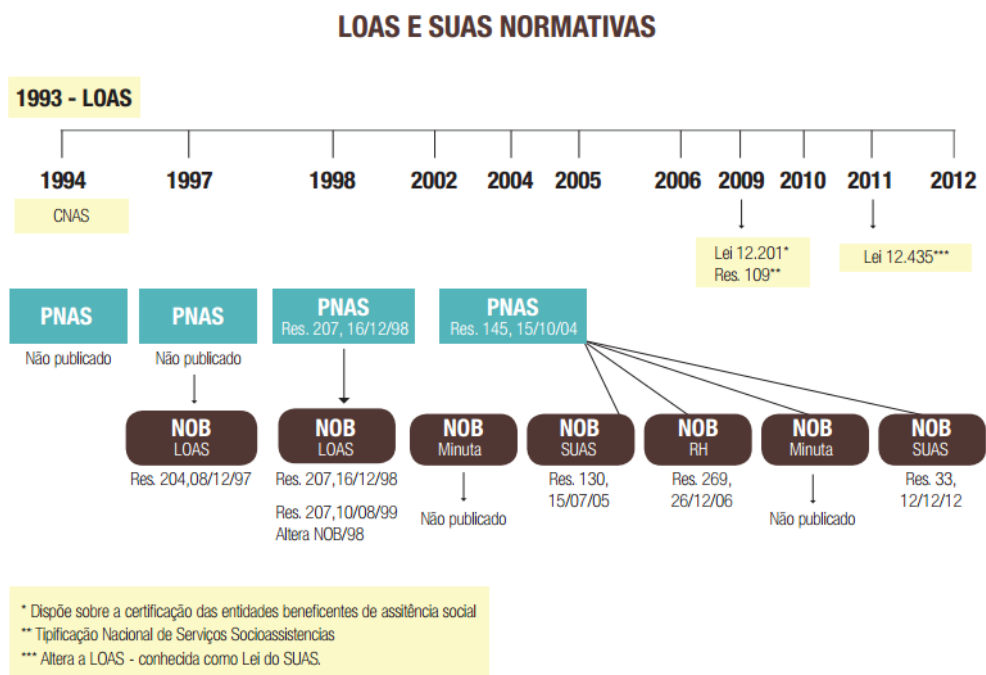 LOAS E SUAS NORMATIVAS
1993 - LOAS
1994
1997
1998
2002
2004
2005
2006
2009
2010
2011
2012
CNAS
Lei 12.201*
Res. 109**
Lei 12.435***
PNAS
Não publicado
PNAS
Não publicado
PNAS
Res. 207, 16/12/98
PNAS
Res. 145, 15/10/04
NOB
LOAS
Res. 204,08/12/97
NOB
LOAS
Res. 207,16/12/98
Res. 207,10/08/99
Altera NOB/98
NOB
Minuta
Não publicado
NOB
SUAS
Res. 130,
15/07/05
NOB
RH
Res. 269,
26/12/06
NOB
Minuta
Não publicado
NOB
SUAS
Res. 33,
12/12/12
* Dispõe sobre a certificação das entidades beneficentes de assitência social
** Tipificação Nacional de Serviços Socioassistencias
*** Altera a LOAS - conhecida como Lei do SUAS.